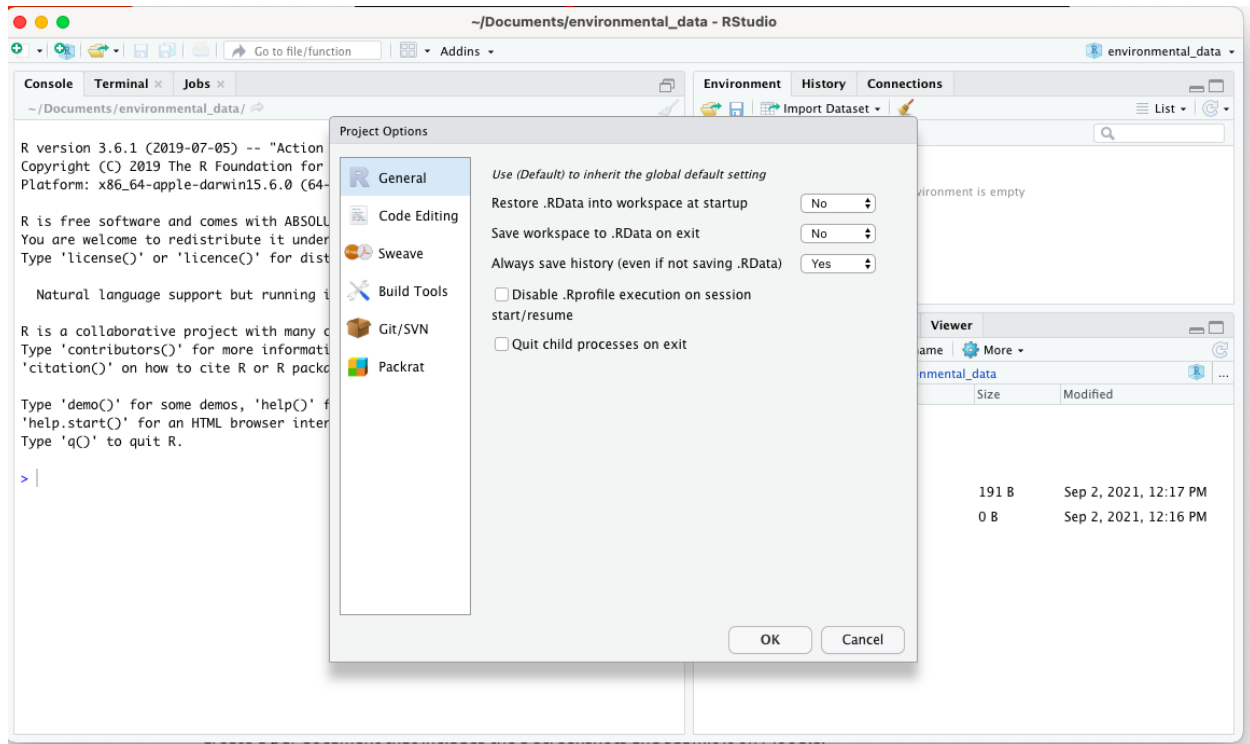 ~/Documents/environmental_data - RStudio
Go to file/function
Addins
environmental_data
Console Terminal Jobs
~/Documents/environmental_data/
R version 3.6.1 (2019-07-05) -- "Action
Copyright (C) 2019 The R Foundation for
Platform: x86_64-apple-darwin15.6.0 (64-
R is free software and comes with ABSOLU
You are welcome to redistribute it under
Type 'license()' or 'licence()' for dist
Natural language support but running i
R is a collaborative project with many c
Type 'contributors()' for more informati
'citation()' on how to cite R or R packa
Type 'demo()' for some demos, 'help()' f
'help.start()' for an HTML browser inter
Type 'q()' to quit R.
>
Environment History Connections
Import Dataset
List
vironment is empty
Project Options
General
Code Editing
Sweave
Build Tools
Git/SVN
Packrat
Use (Default) to inherit the global default setting
Restore .RData into workspace at startup No
Save workspace to .RData on exit No
Always save history (even if not saving .RData) Yes
Disable .Rprofile execution on session
start/resume
Quit child processes on exit
OK Cancel
Viewer
ame More
nmental_data
...
Size Modified
191 B Sep 2, 2021, 12:17 PM
0 B Sep 2, 2021, 12:16 PM